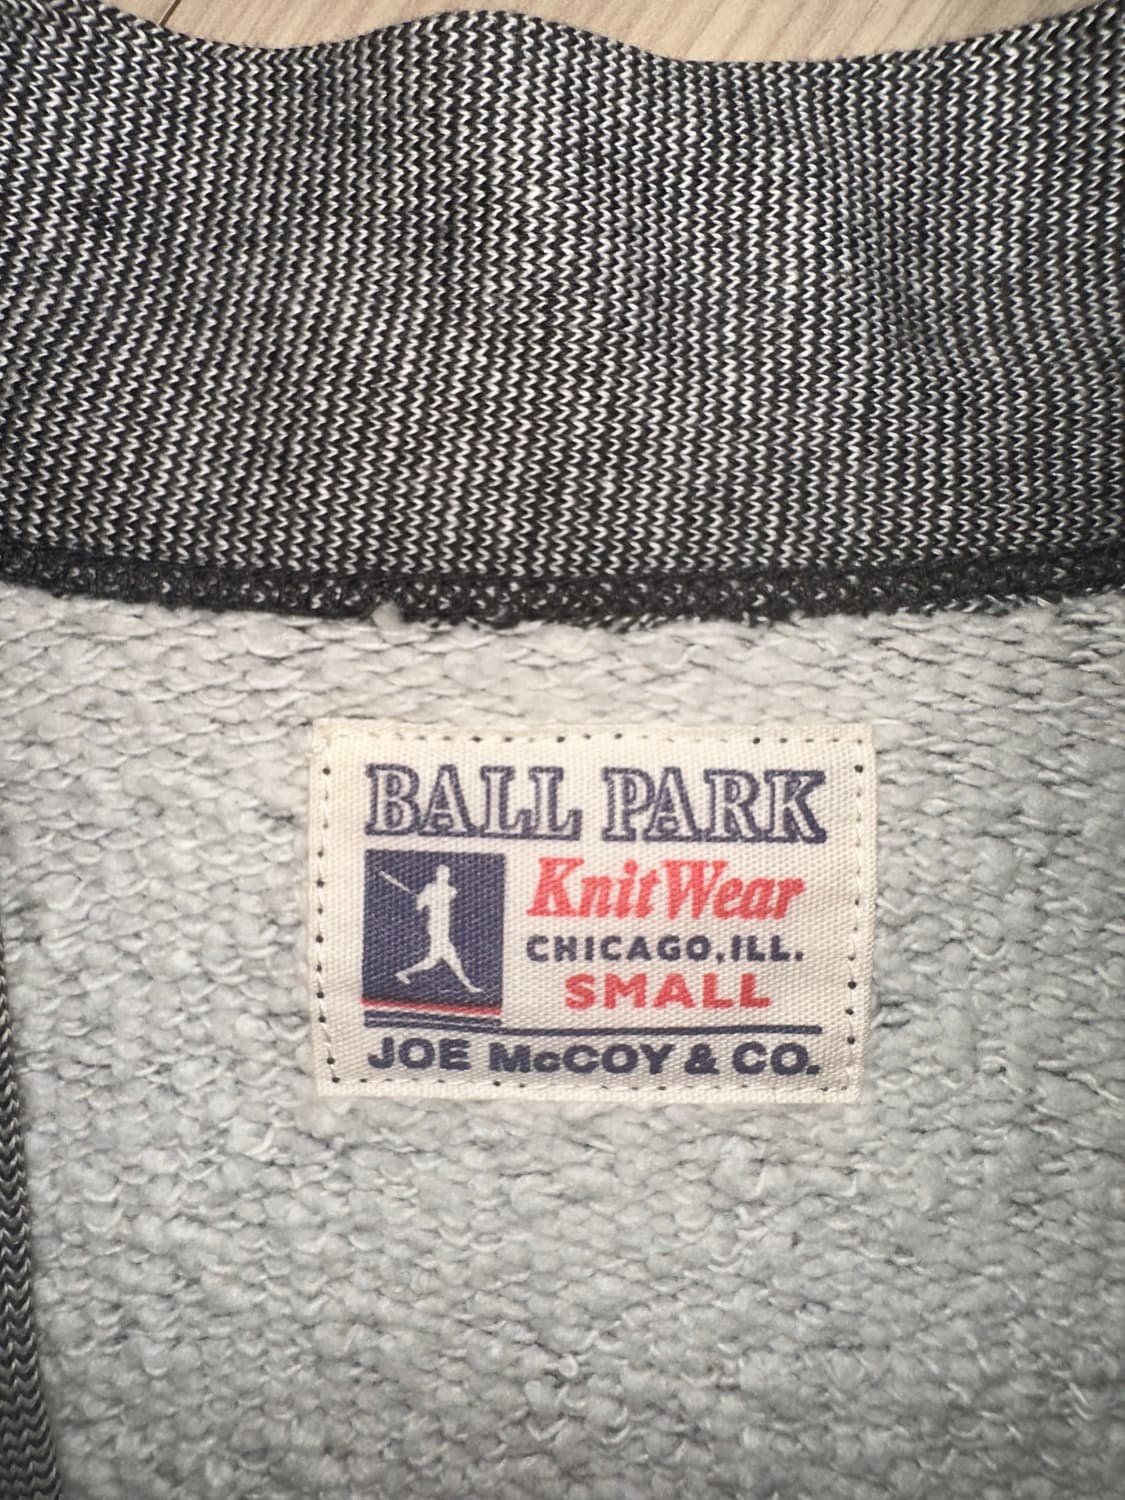 BALL PARK
KnitWear
CHICAGO, ILL.
SMALL
JOE McCOY & CO.